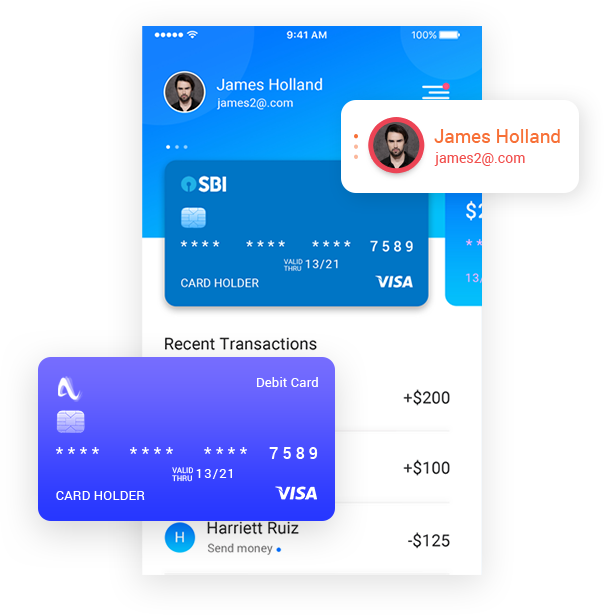 9:41 AM
100%
James Holland
james2@.com
James Holland
james2@.com
SBI
**** **** **** 7589
VALID THRU 13/21
CARD HOLDER
VISA
**
13/
Recent Transactions
+$200
+$100
Debit Card
**** **** **** 7589
VALID THRU 13/21
CARD HOLDER
VISA
H
Harriett Ruiz
Send money
-$125